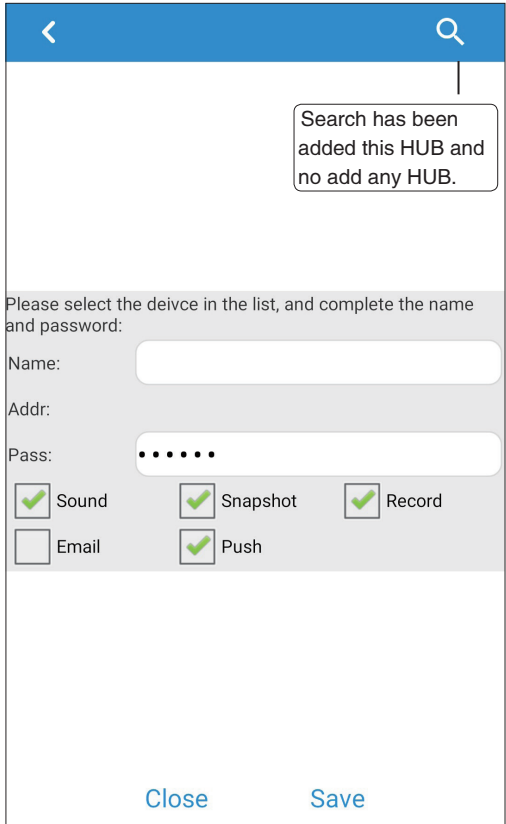 Search has been
added this HUB and
no add any HUB.
Please select the deivce in the list, and complete the name
and password:
Name:
Addr:
Pass: ••••••
Sound Snapshot Record
Email Push
Close Save